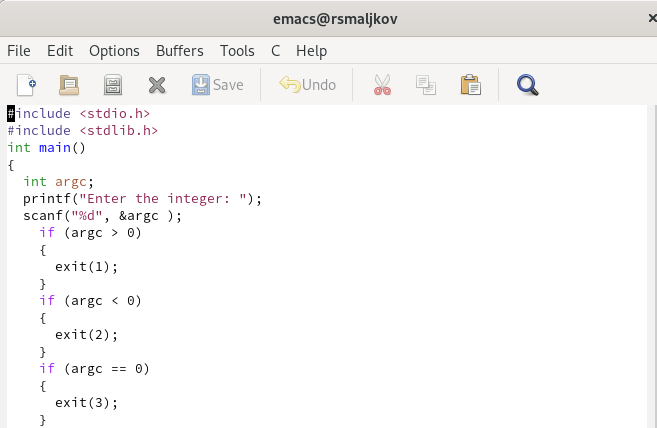 emacs@rsmaljkov
File Edit Options Buffers Tools C Help
Save Undo
#include <stdio.h>
#include <stdlib.h>
int main()
{
  int argc;
  printf("Enter the integer: ");
  scanf("%d", &argc );
    if (argc > 0)
    {
      exit(1);
    }
    if (argc < 0)
    {
      exit(2);
    }
    if (argc == 0)
    {
      exit(3);
    }